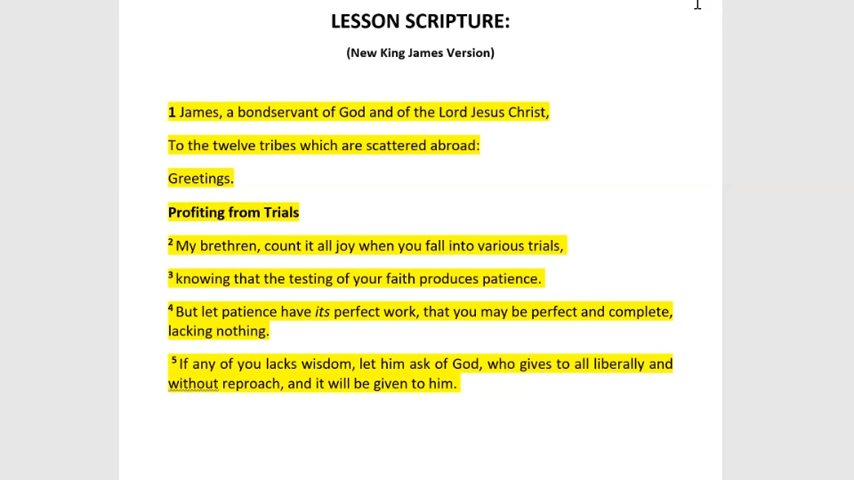 LESSON SCRIPTURE:
(New King James Version)
1 James, a bondservant of God and of the Lord Jesus Christ,
To the twelve tribes which are scattered abroad:
Greetings.
Profiting from Trials
2 My brethren, count it all joy when you fall into various trials,
3 knowing that the testing of your faith produces patience.
4 But let patience have its perfect work, that you may be perfect and complete,
lacking nothing.
5 If any of you lacks wisdom, let him ask of God, who gives to all liberally and
without reproach, and it will be given to him.